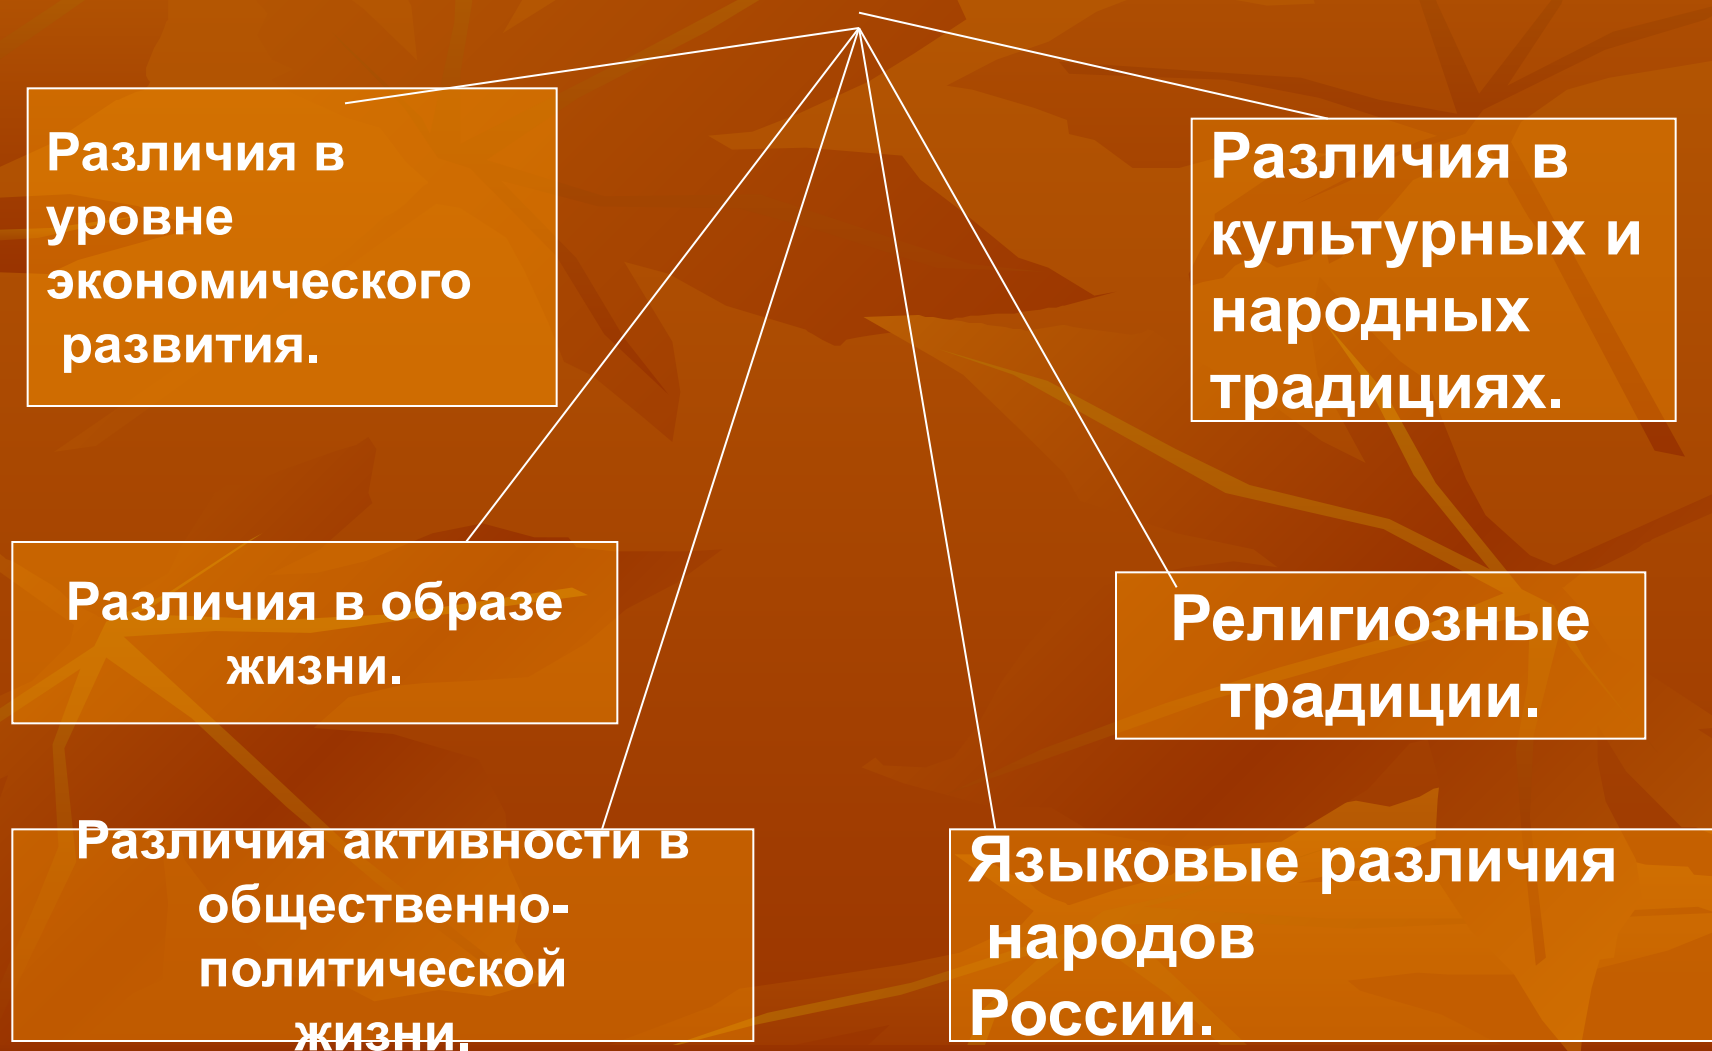 Различия в
уровне
экономического
развития.
Различия в
культурных и
народных
традициях.
Различия в образе
жизни.
Религиозные
традиции.
Различия активности в
общественно-
политической
жизни.
Языковые различия
народов
России.